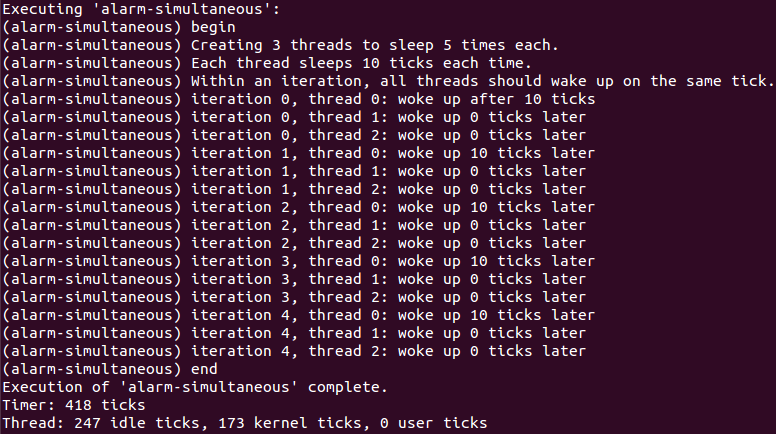 Executing 'alarm-simultaneous':
(alarm-simultaneous) begin
(alarm-simultaneous) Creating 3 threads to sleep 5 times each.
(alarm-simultaneous) Each thread sleeps 10 ticks each time.
(alarm-simultaneous) Within an iteration, all threads should wake up on the same tick.
(alarm-simultaneous) iteration 0, thread 0: woke up after 10 ticks
(alarm-simultaneous) iteration 0, thread 1: woke up 0 ticks later
(alarm-simultaneous) iteration 0, thread 2: woke up 0 ticks later
(alarm-simultaneous) iteration 1, thread 0: woke up 10 ticks later
(alarm-simultaneous) iteration 1, thread 1: woke up 0 ticks later
(alarm-simultaneous) iteration 1, thread 2: woke up 0 ticks later
(alarm-simultaneous) iteration 2, thread 0: woke up 10 ticks later
(alarm-simultaneous) iteration 2, thread 1: woke up 0 ticks later
(alarm-simultaneous) iteration 2, thread 2: woke up 0 ticks later
(alarm-simultaneous) iteration 3, thread 0: woke up 10 ticks later
(alarm-simultaneous) iteration 3, thread 1: woke up 0 ticks later
(alarm-simultaneous) iteration 3, thread 2: woke up 0 ticks later
(alarm-simultaneous) iteration 4, thread 0: woke up 10 ticks later
(alarm-simultaneous) iteration 4, thread 1: woke up 0 ticks later
(alarm-simultaneous) iteration 4, thread 2: woke up 0 ticks later
(alarm-simultaneous) end
Execution of 'alarm-simultaneous' complete.
Timer: 418 ticks
Thread: 247 idle ticks, 173 kernel ticks, 0 user ticks